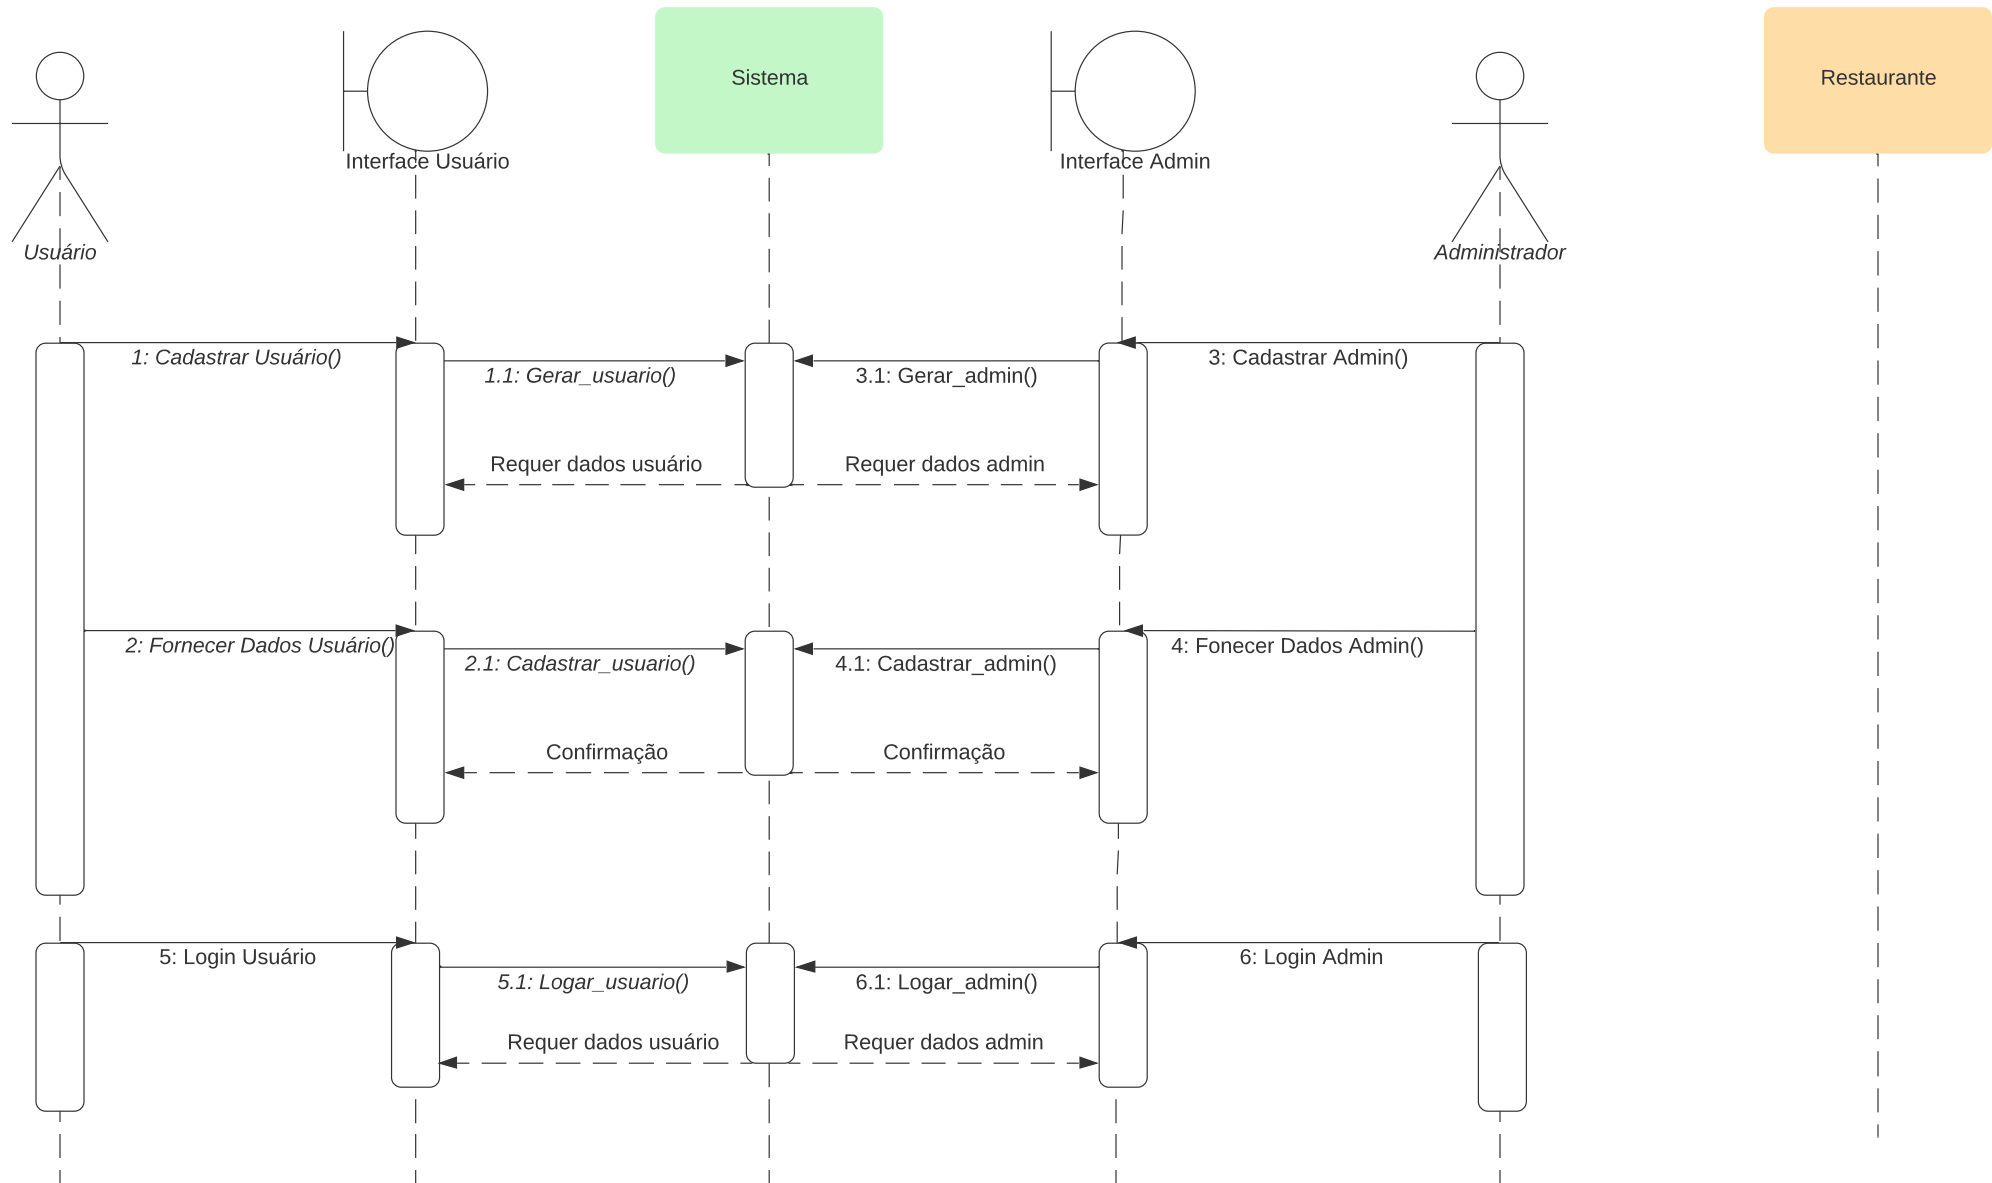 Sistema
Restaurante
Interface Usuário
Interface Admin
Usuário
Administrador
1: Cadastrar Usuário()
3: Cadastrar Admin()
1.1: Gerar_usuario()
3.1: Gerar_admin()
Requer dados usuário
Requer dados admin
2: Fornecer Dados Usuário()
4: Fonecer Dados Admin()
2.1: Cadastrar_usuario()
4.1: Cadastrar_admin()
Confirmação
Confirmação
5: Login Usuário
6: Login Admin
5.1: Logar_usuario()
6.1: Logar_admin()
Requer dados usuário
Requer dados admin